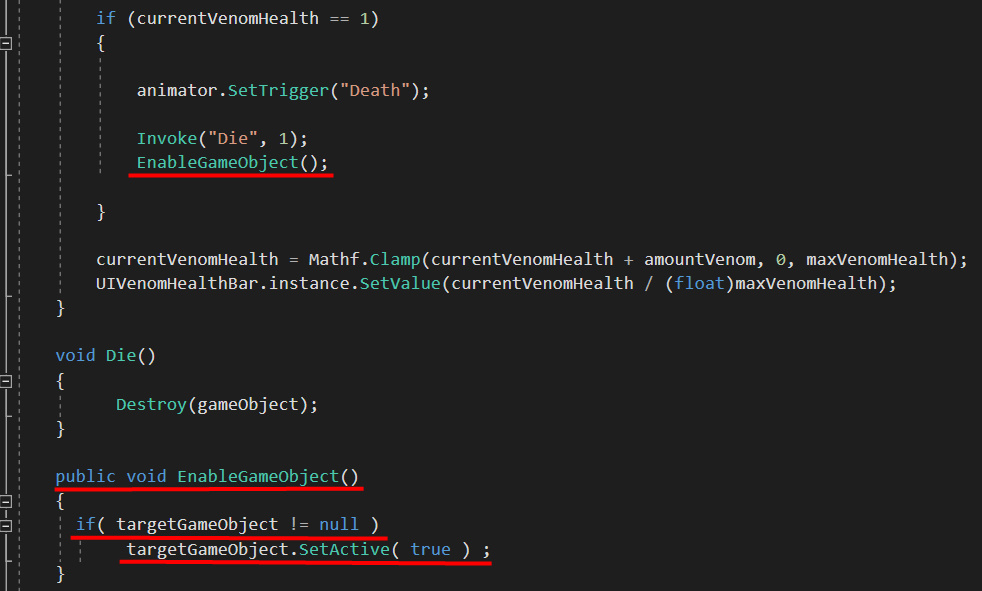 if (currentVenomHealth == 1)
{
animator.SetTrigger("Death");
Invoke("Die", 1);
EnableGameObject();
}
currentVenomHealth = Mathf.Clamp(currentVenomHealth + amountVenom, 0, maxVenomHealth);
UIVenomHealthBar.instance.SetValue(currentVenomHealth / (float)maxVenomHealth);
}
void Die()
{
Destroy(gameObject);
}
public void EnableGameObject()
{
if( targetGameObject != null )
targetGameObject.SetActive( true ) ;
}